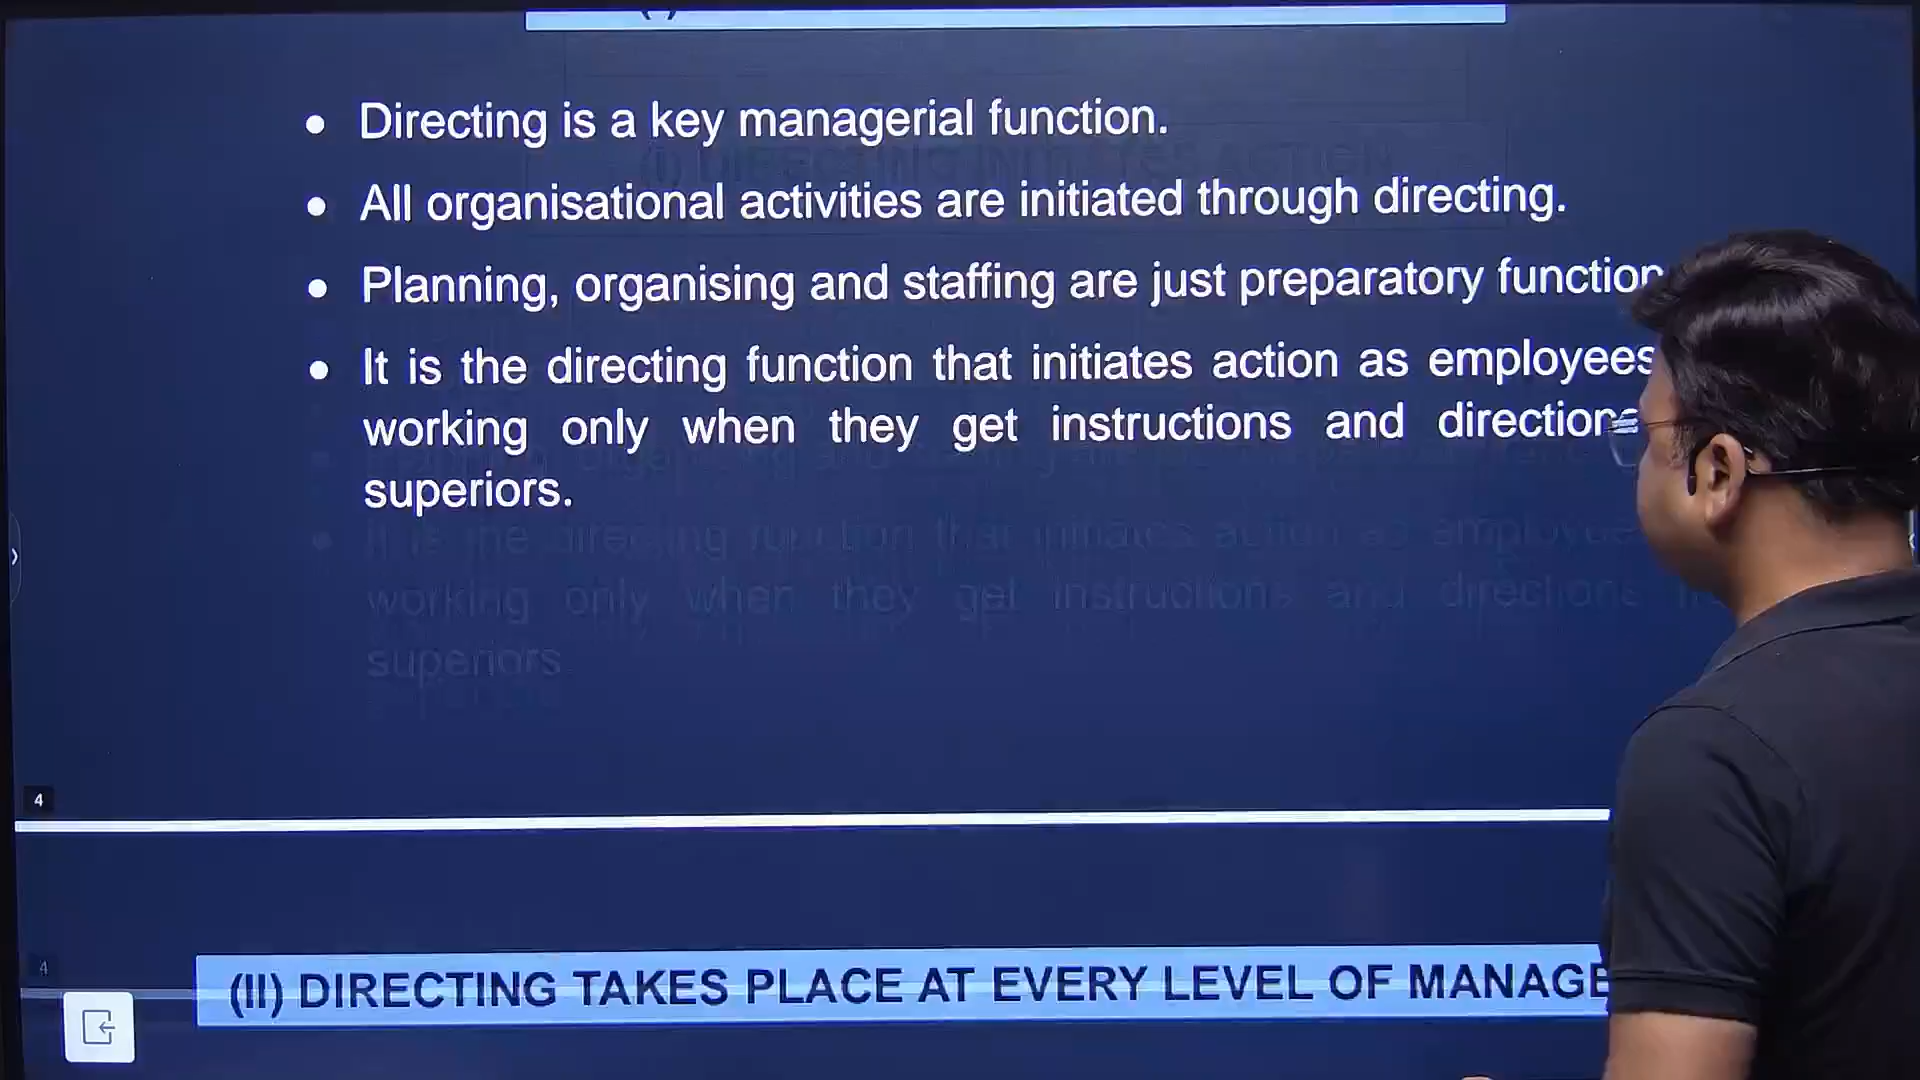 • Directing is a key managerial function.
• All organisational activities are initiated through directing.
• Planning, organising and staffing are just preparatory function
• It is the directing function that initiates action as employees
working only when they get instructions and directions
superiors.
4
4
(II) DIRECTING TAKES PLACE AT EVERY LEVEL OF MANAGE